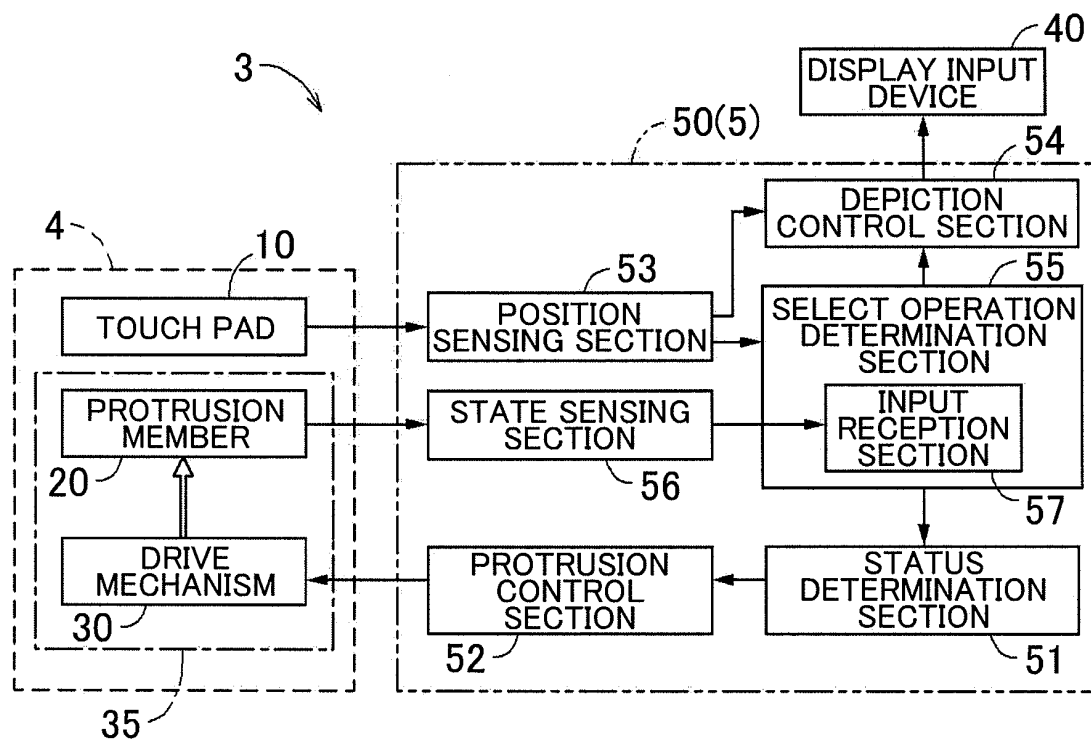 3
40
DISPLAY INPUT
DEVICE
50(5)
54
DEPICTION
CONTROL SECTION
4
10
TOUCH PAD
53
POSITION
SENSING SECTION
55
SELECT OPERATION
DETERMINATION
SECTION
PROTRUSION
MEMBER
20
STATE SENSING
SECTION
56
INPUT
RECEPTION
SECTION
57
DRIVE
MECHANISM
30
PROTRUSION
CONTROL
SECTION
52
STATUS
DETERMINATION
SECTION
51
35